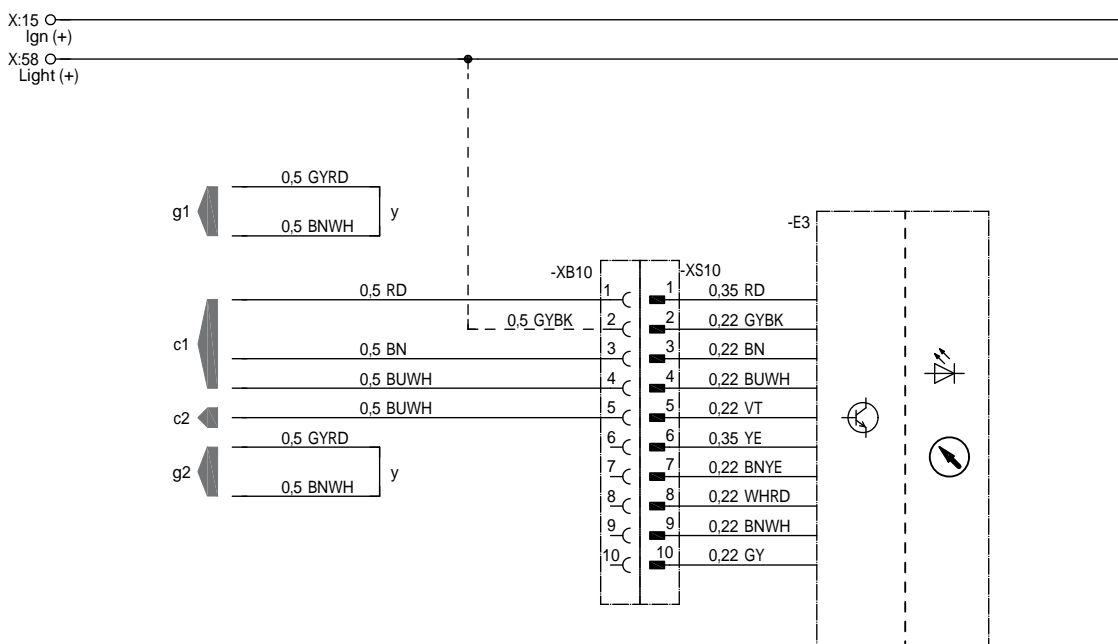 X:15
Ign (+)
X:58
Light (+)
0,5 GYRD
g1
y
0,5 BNWH
-E3
-XB10
-XS10
0,5 RD
1
1
0,35 RD
0,5 GYBK
2
2
0,22 GYBK
c1
0,5 BN
3
3
0,22 BN
0,5 BUWH
4
4
0,22 BUWH
c2
0,5 BUWH
5
5
0,22 VT
0,5 GYRD
6
6
0,35 YE
g2
y
7
7
0,22 BNYE
0,5 BNWH
8
8
0,22 WHRD
9
9
0,22 BNWH
10
10
0,22 GY